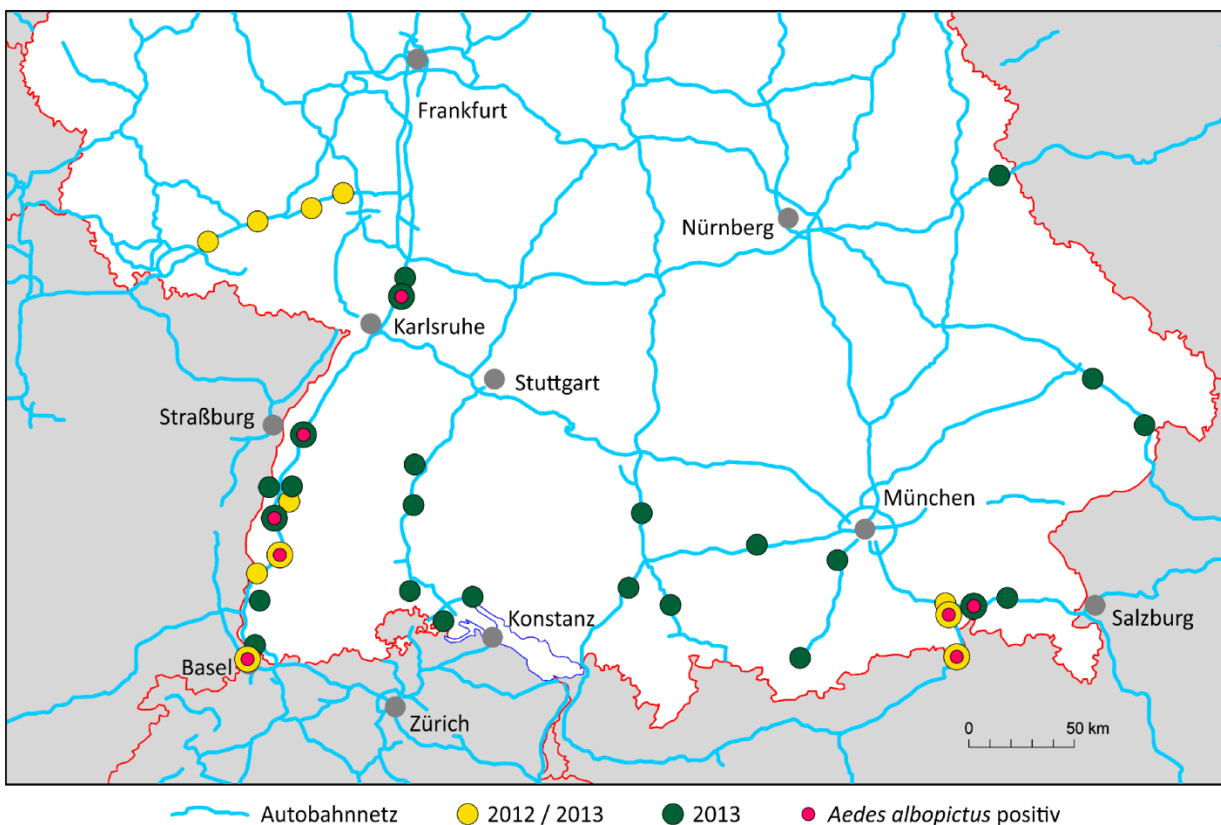 Frankfurt
Nürnberg
Karlsruhe
Stuttgart
Straßburg
München
Konstanz
Salzburg
Basel
Zürich
0 50 km
Autobahnnetz 2012 / 2013 2013 Aedes albopictus positiv